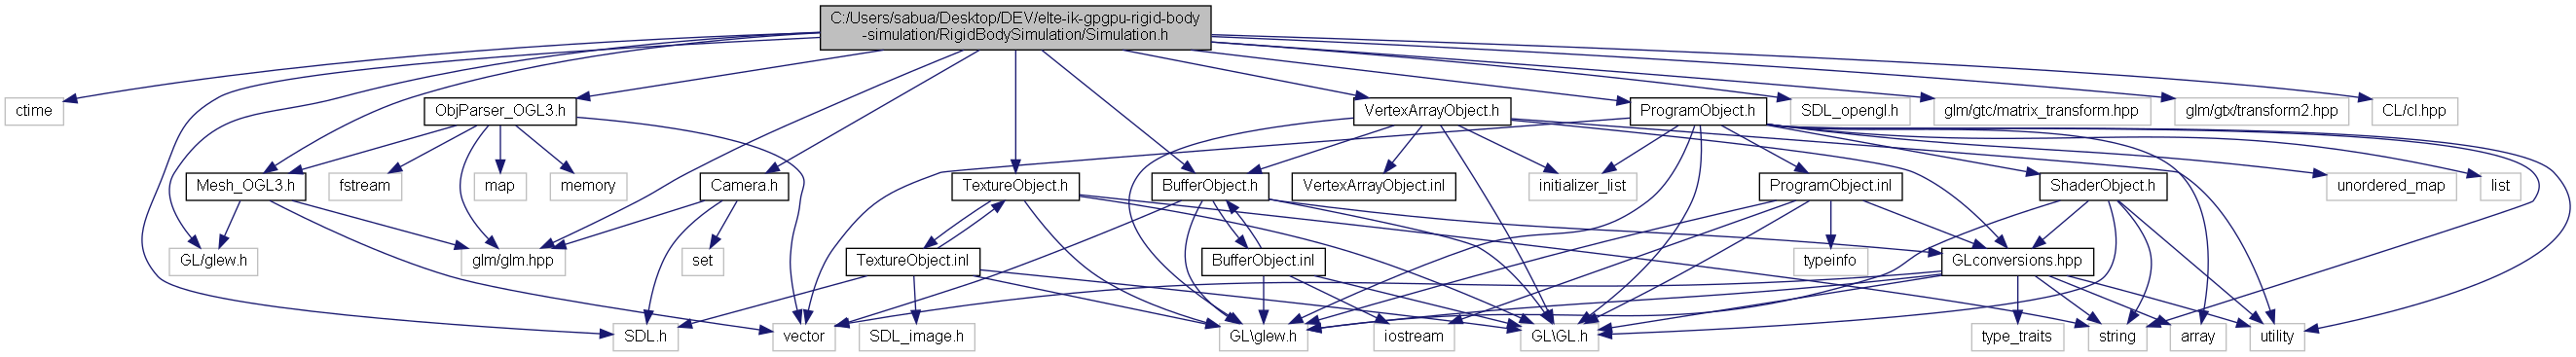 C:/Users/sabua/Desktop/DEV/elte-ik-gpgpu-rigid-body
-simulation/RigidBodySimulation/Simulation.h
ctime
ObjParser_OGL3.h
VertexArrayObject.h
ProgramObject.h
SDL_opengl.h
glm/gtc/matrix_transform.hpp
glm/gtx/transform2.hpp
CL/cl.hpp
Mesh_OGL3.h
fstream
map
memory
Camera.h
TextureObject.h
BufferObject.h
VertexArrayObject.inl
initializer_list
ProgramObject.inl
ShaderObject.h
unordered_map
list
GL/glew.h
glm/glm.hpp
set
TextureObject.inl
BufferObject.inl
typeinfo
GLconversions.hpp
SDL.h
vector
SDL_image.h
GL\glew.h
iostream
GL\GL.h
type_traits
string
array
utility